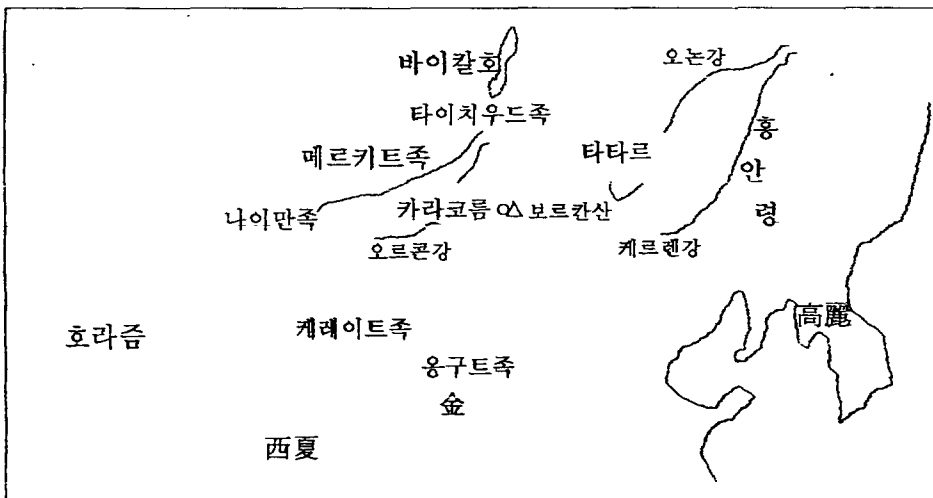 바이칼호
오논강
타이치우드족
홍안령
메르키트족
타타르
나이만족
카라코룸
보르칸산
오르콘강
케르렌강
高麗
호라즘
케레이트족
옹구트족
金
西夏